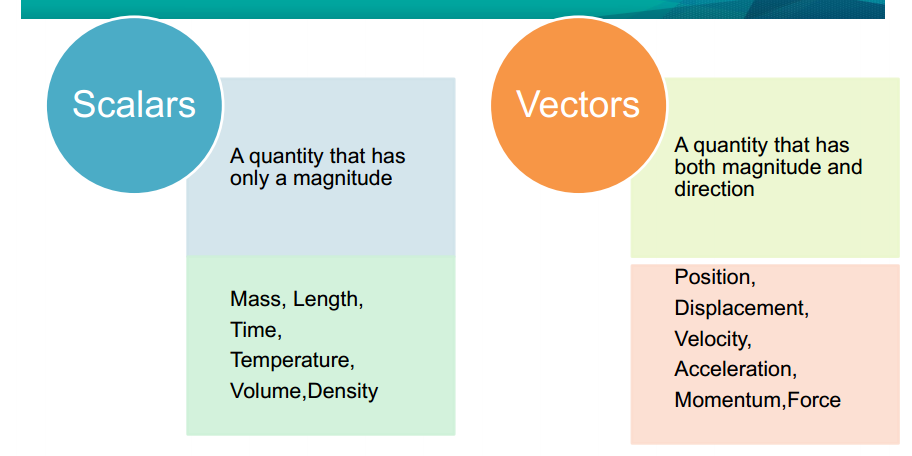 Scalars
A quantity that has
only a magnitude
Mass, Length,
Time,
Temperature,
Volume,Density
Vectors
A quantity that has
both magnitude and
direction
Position,
Displacement,
Velocity,
Acceleration,
Momentum,Force